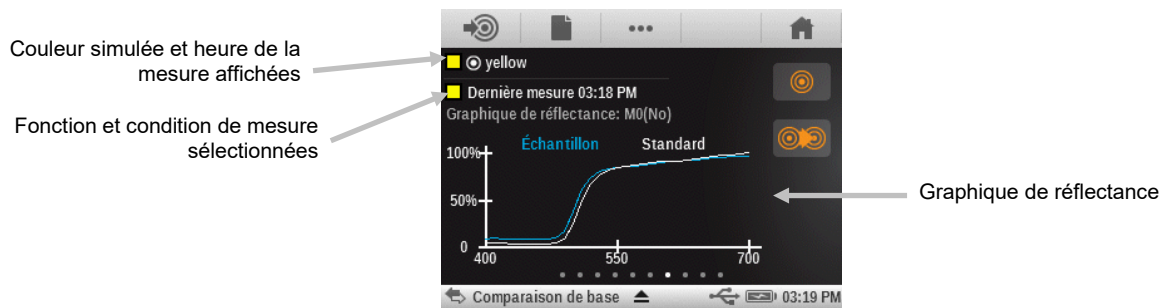 Couleur simulée et heure de la
mesure affichées
Fonction et condition de mesure
sélectionnées
yellow
Dernière mesure 03:18 PM
Graphique de réflectance: M0(No)
Échantillon Standard
100%
50%
0
400 550 700
Comparaison de base 03:19 PM
Graphique de réflectance